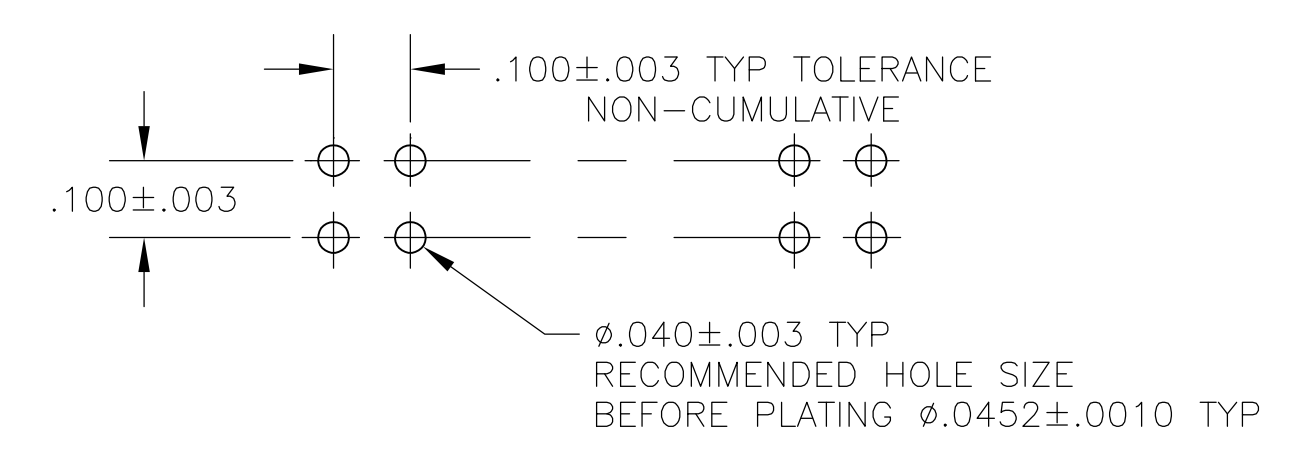 .100±.003 TYP TOLERANCE
NON-CUMULATIVE
.100±.003
⌀.040±.003 TYP
RECOMMENDED HOLE SIZE
BEFORE PLATING ⌀.0452±.0010 TYP